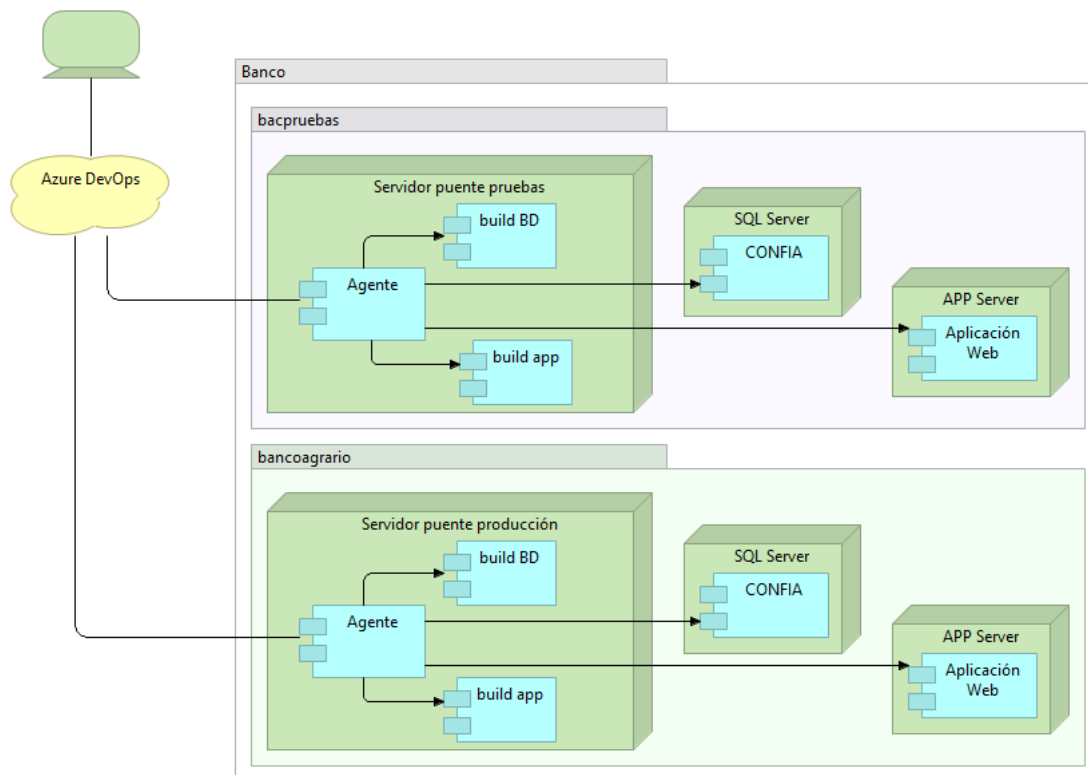 Banco
bacpruebas
Azure DevOps
Servidor puente pruebas
build BD
SQL Server
CONFIA
Agente
APP Server
Aplicación
Web
build app
bancoagrario
Servidor puente producción
build BD
SQL Server
CONFIA
Agente
APP Server
Aplicación
Web
build app